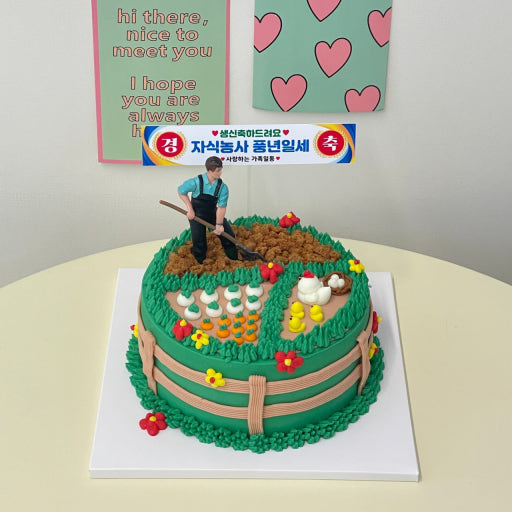 hi there,
nice to
meet you
I hope
you are
always
생신축하드려요
경 자식농사 풍년일세 축
사랑하는 가족일동